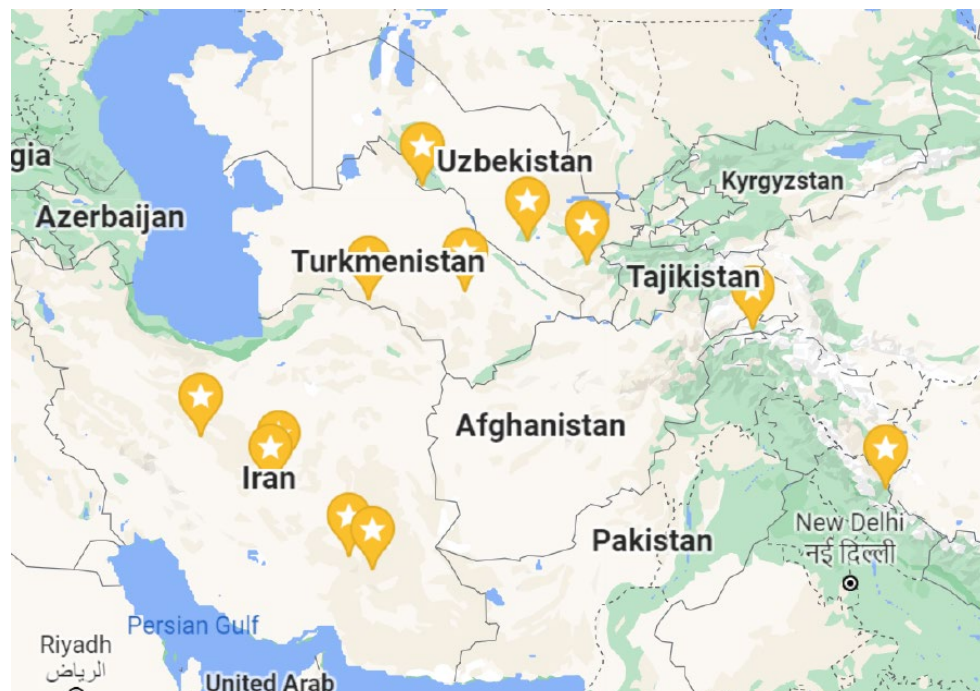 gia
Uzbekistan
Kyrgyzstan
Azerbaijan
Turkmenistan
Tajikistan
Afghanistan
Iran
New Delhi
नई दिल्ली
Pakistan
Persian Gulf
Riyadh
الرياض
United Arab